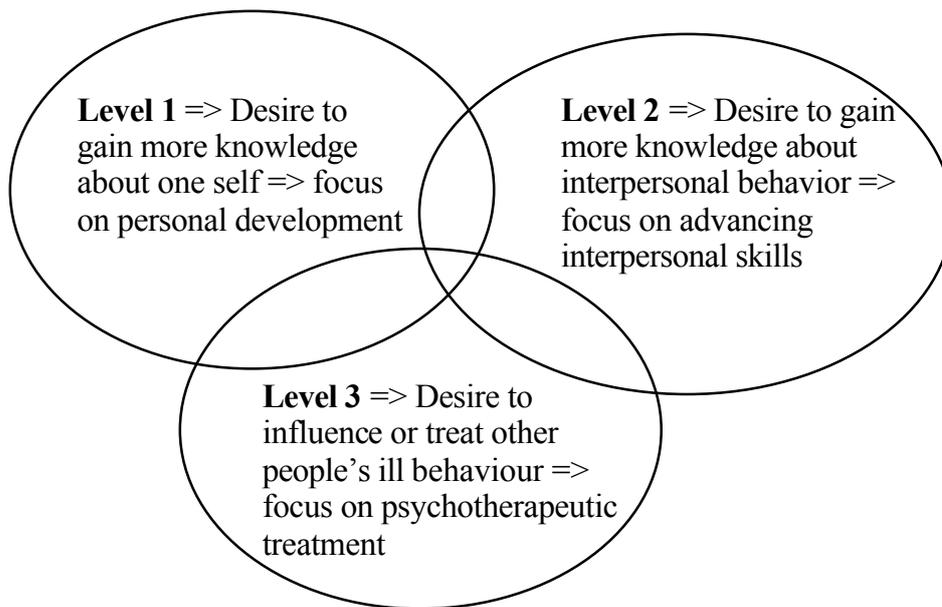 Level 1 => Desire to
gain more knowledge
about one self => focus
on personal development
Level 2 => Desire to gain
more knowledge about
interpersonal behavior =>
focus on advancing
interpersonal skills
Level 3 => Desire to
influence or treat other
people’s ill behaviour =>
focus on psychotherapeutic
treatment